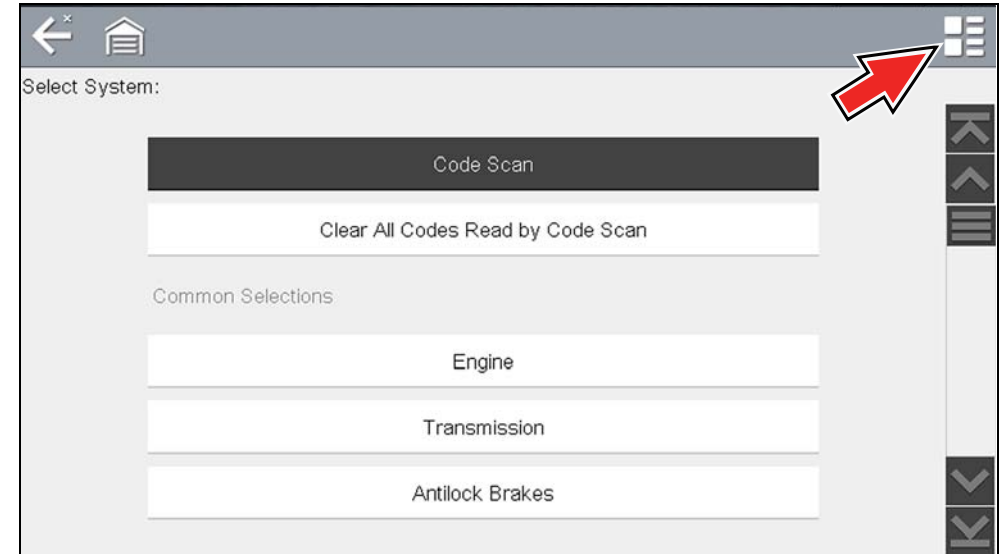 Select System:
Code Scan
Clear All Codes Read by Code Scan
Common Selections
Engine
Transmission
Antilock Brakes